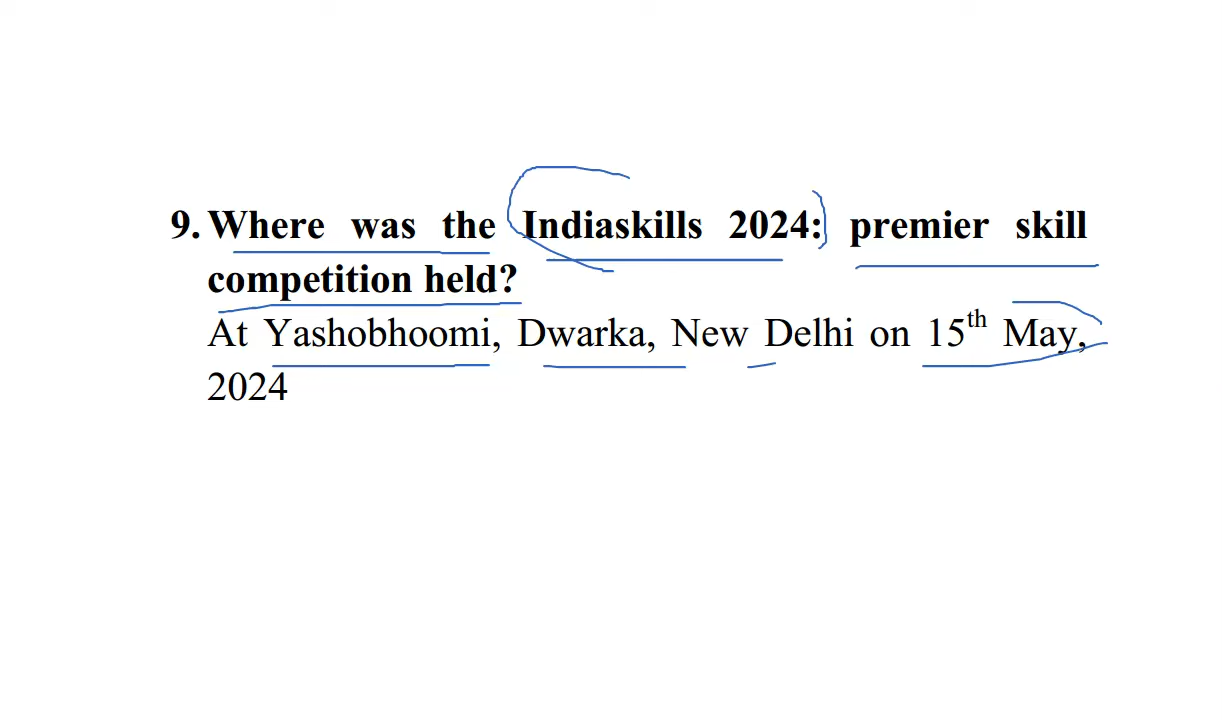 9. Where was the Indiaskills 2024: premier skill
competition held?
At Yashobhoomi, Dwarka, New Delhi on 15th May,
2024